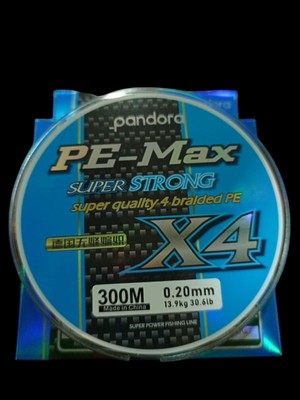 pandora
PE-Max
SUPER STRONG
super quality 4 braided PE
X4
300M
Made in China
0.20mm
13.9kg 30.6lb
SUPER POWER FISHING LINE